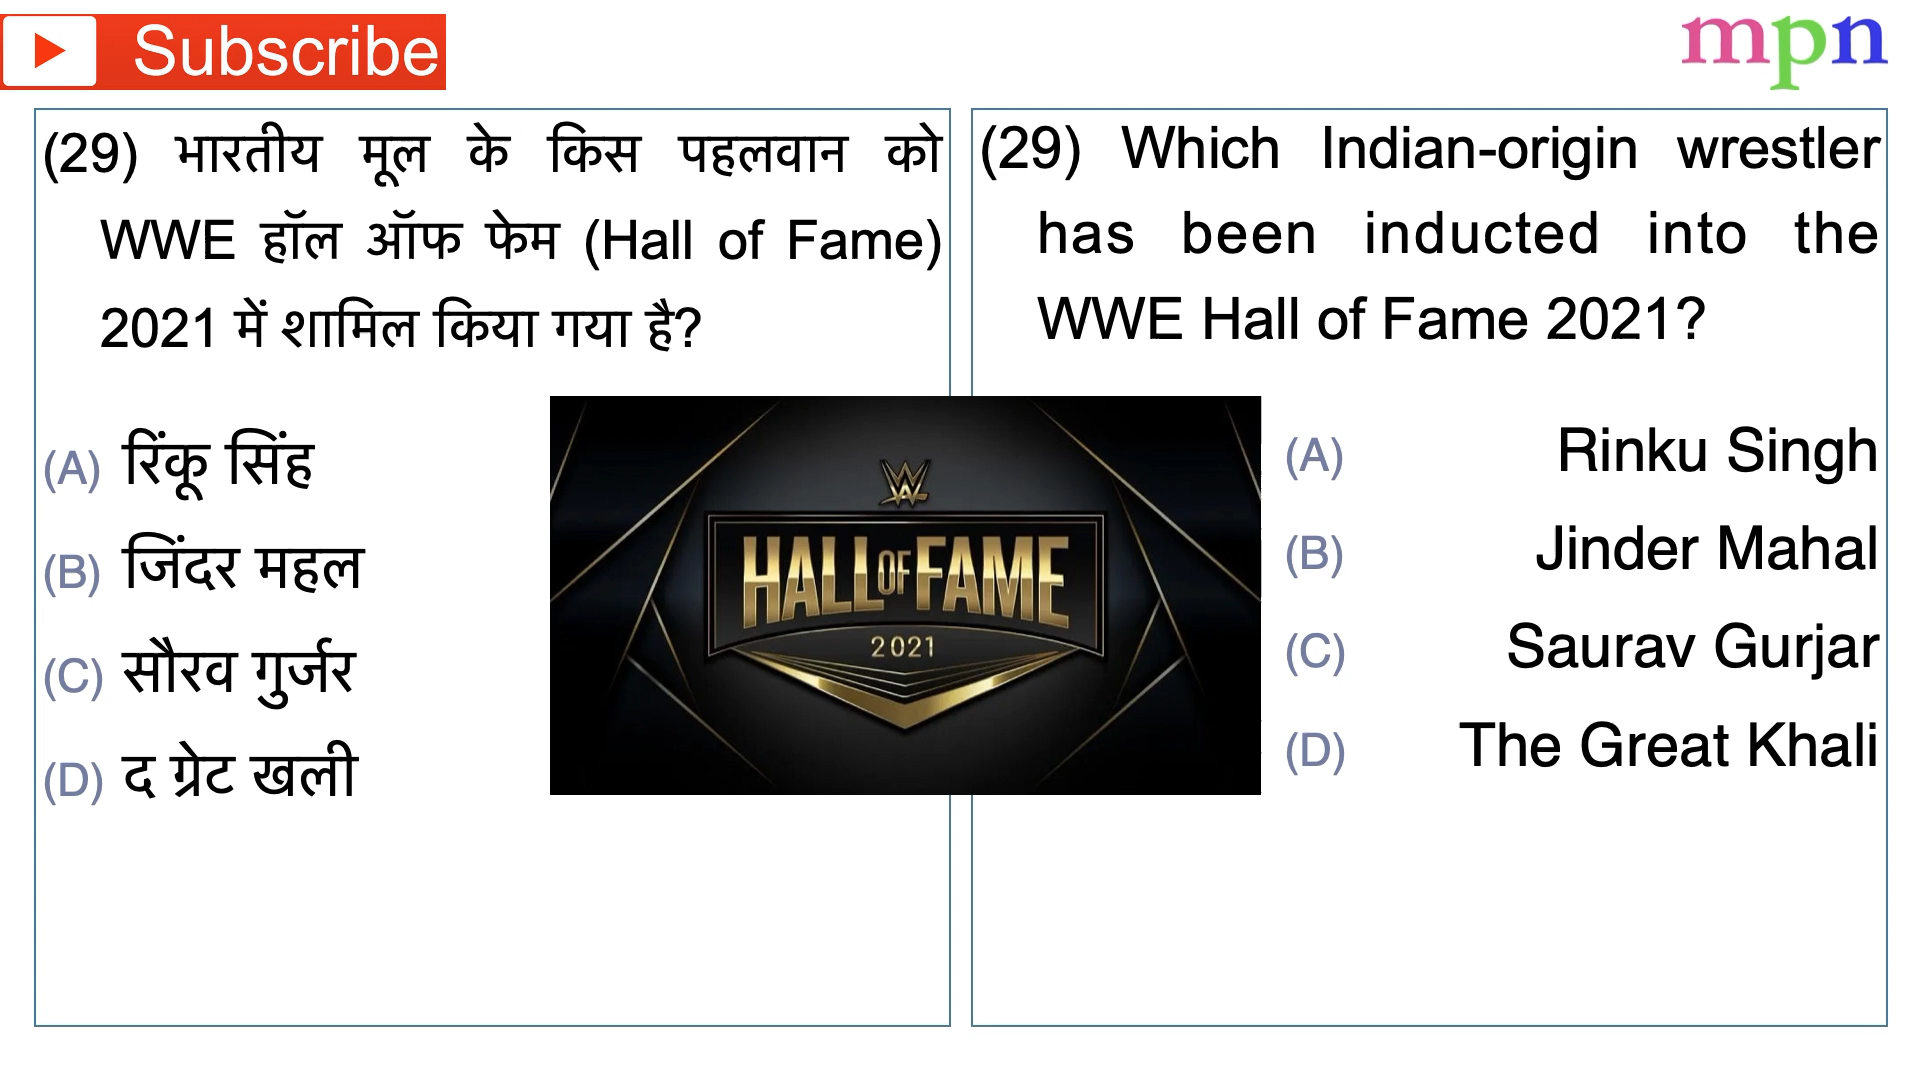 Subscribe
mpn
(29) भारतीय मूल के किस पहलवान को
WWE हॉल ऑफ फेम (Hall of Fame)
2021 में शामिल किया गया है?
(A) रिंकू सिंह
(B) जिंदर महल
(C) सौरव गुर्जर
(D) द ग्रेट खली
W
HALL OF FAME
2021
(29) Which Indian-origin wrestler
has been inducted into the
WWE Hall of Fame 2021?
(A) Rinku Singh
(B) Jinder Mahal
(C) Saurav Gurjar
(D) The Great Khali